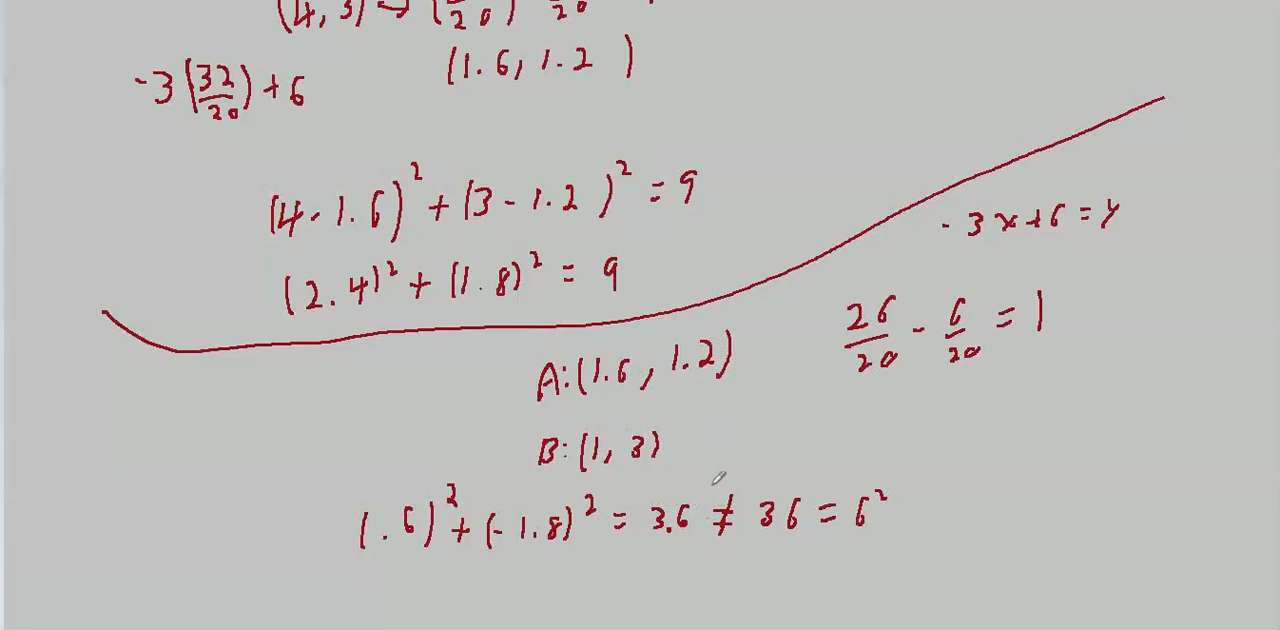 (4, 3)
(1.6, 1.2 )
-3(32/20)+6
(4-1.6)²+(3-1.2)²=9
-3x+6=y
(2.4)²+(1.8)²=9
26/20-6/20=1
A:(1.6, 1.2)
B:(1, 3)
(.6)²+(-1.8)²=3.6≠36=6²